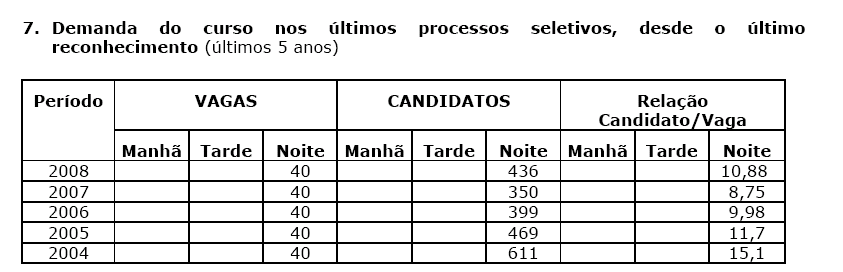 7. Demanda do curso nos últimos processos seletivos, desde o último
reconhecimento (últimos 5 anos)
Período VAGAS CANDIDATOS Relação
Candidato/Vaga
Manhã Tarde Noite Manhã Tarde Noite Manhã Tarde Noite
2008 40 436 10,88
2007 40 350 8,75
2006 40 399 9,98
2005 40 469 11,7
2004 40 611 15,1